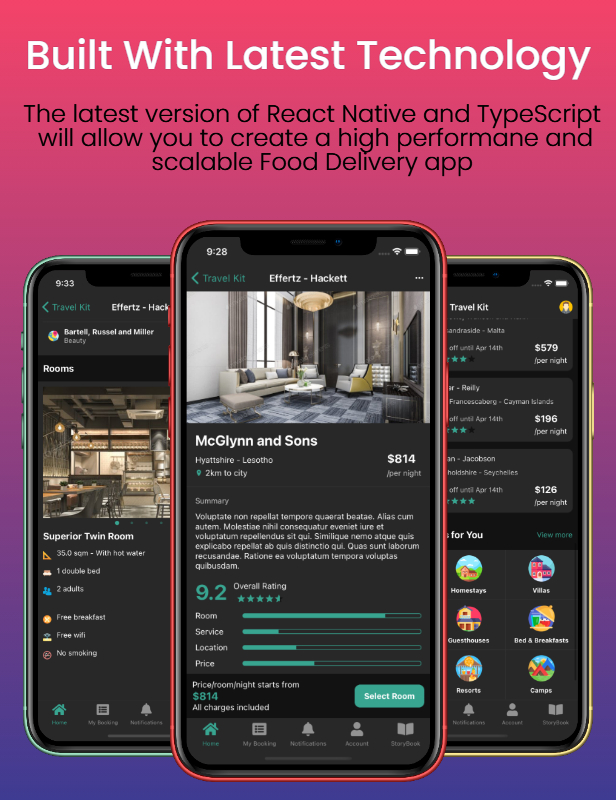 Built With Latest Technology
The latest version of React Native and TypeScript
will allow you to create a high performane and
scalable Food Delivery app
9:33
Travel Kit
Effertz - Hack
Bartell, Russel and Miller
Beauty
Rooms
Superior Twin Room
35.0 sqm - With hot water
1 double bed
2 adults
Free breakfast
Free wifi
No smoking
Home
My Booking
Notifications
9:28
Travel Kit
Effertz - Hackett
McGlynn and Sons
Hyattshire - Lesotho
$814
2km to city
/per night
Summary
Voluptate non repellat tempore quaerat beatae. Alias cum
autem. Molestiae nihil consequatur eveniet iure et
voluptatum repellendus sit qui. Similique nemo atque quis
explicabo repellat ab quis distinctio qui. Quas sunt laborum
recusandae. Ratione ea voluptatum tempora voluptas
quibusdam.
9.2
Overall Rating
Room
Service
Location
Price
Price/room/night starts from
$814
All charges included
Select Room
Home
My Booking
Notifications
Account
StoryBook
Travel Kit
andraside - Malta
off until Apr 14th
$579
/per night
er - Reilly
Francescaberg - Cayman Islands
off until Apr 14th
$196
/per night
an - Jacobson
holdshire - Seychelles
off until Apr 14th
$126
/per night
s for You
View more
Homestays
Villas
Guesthouses
Bed & Breakfasts
Resorts
Camps
Notifications
Account
StoryBook